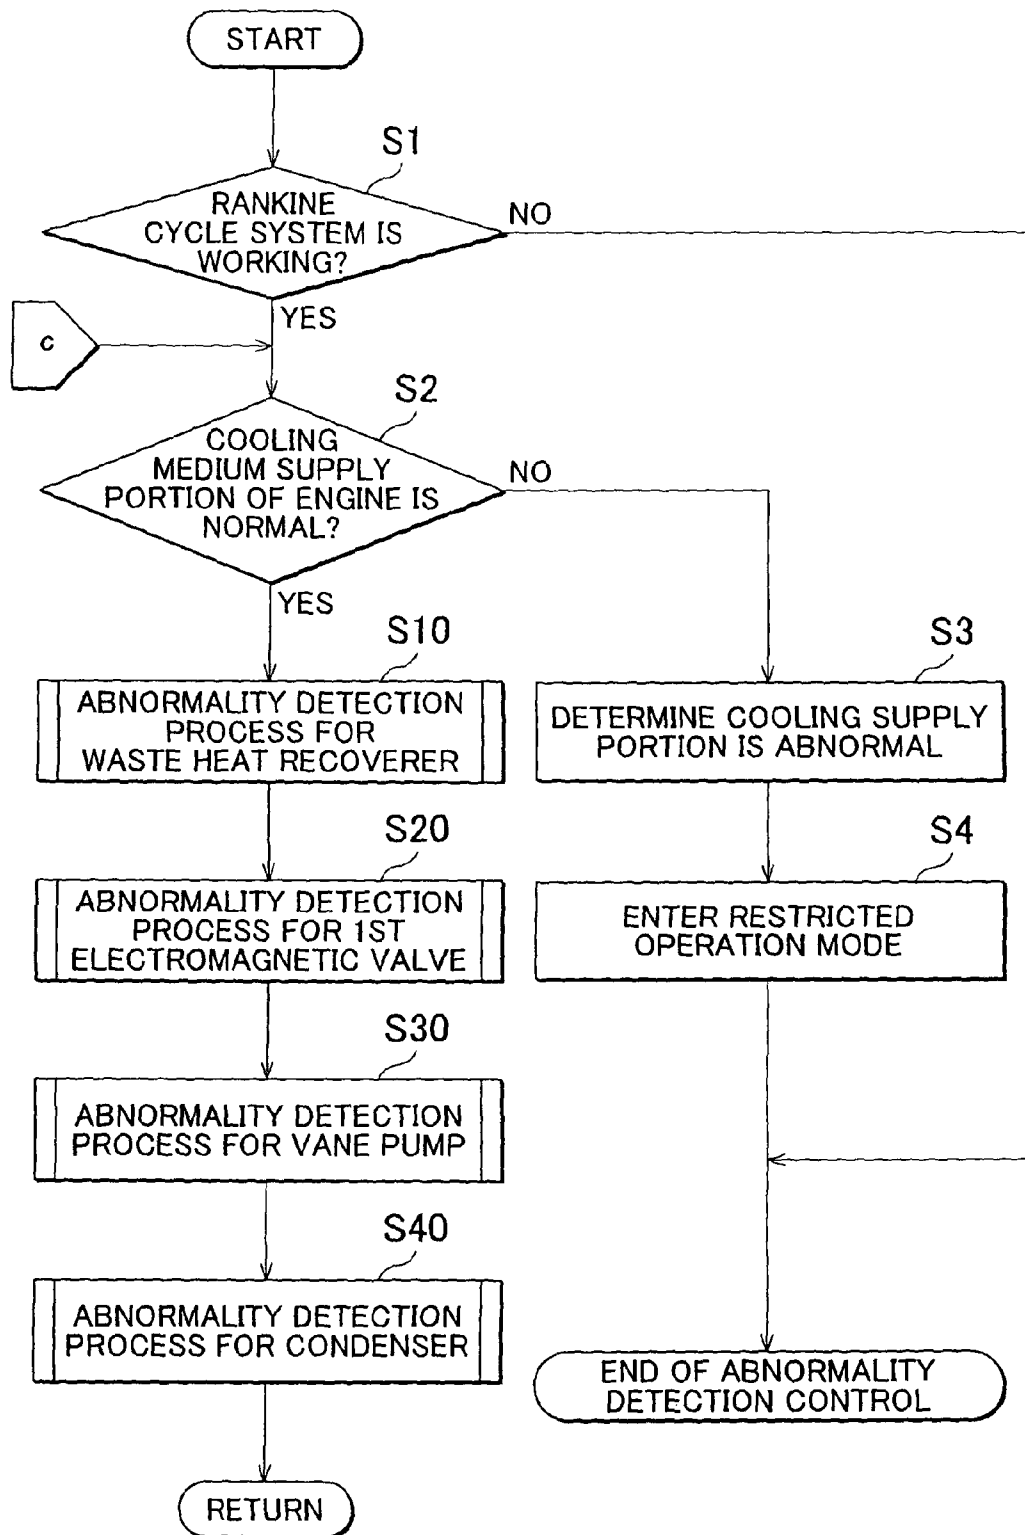 START
S1
RANKINE
CYCLE SYSTEM IS
WORKING?
NO
YES
c
S2
COOLING
MEDIUM SUPPLY
PORTION OF ENGINE IS
NORMAL?
NO
YES
S10
ABNORMALITY DETECTION
PROCESS FOR
WASTE HEAT RECOVERER
S3
DETERMINE COOLING SUPPLY
PORTION IS ABNORMAL
S20
ABNORMALITY DETECTION
PROCESS FOR 1ST
ELECTROMAGNETIC VALVE
S4
ENTER RESTRICTED
OPERATION MODE
S30
ABNORMALITY DETECTION
PROCESS FOR VANE PUMP
S40
ABNORMALITY DETECTION
PROCESS FOR CONDENSER
END OF ABNORMALITY
DETECTION CONTROL
RETURN